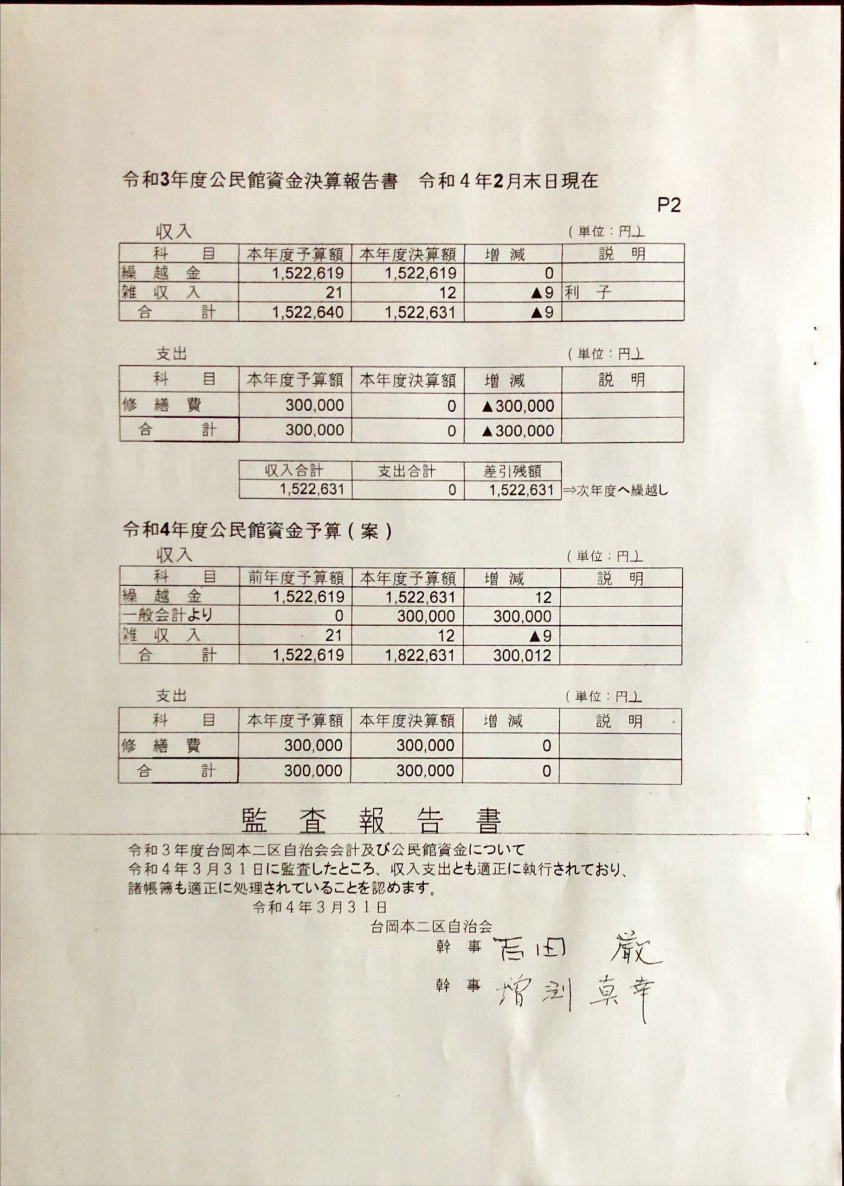 令和3年度公民館資金決算報告書 令和4年2月末日現在
P2
収入 (単位：円)
科 目 本年度予算額 本年度決算額 増 減 説 明
繰 越 金 1,522,619 1,522,619 0
雑 収 入 21 12 ▲9 利 子
合 計 1,522,640 1,522,631 ▲9
支出 (単位：円)
科 目 本年度予算額 本年度決算額 増 減 説 明
修 繕 費 300,000 0 ▲300,000
合 計 300,000 0 ▲300,000
収入合計 支出合計 差引残額
1,522,631 0 1,522,631 ⇒次年度へ繰越し
令和4年度公民館資金予算(案)
収入 (単位：円)
科 目 前年度予算額 本年度予算額 増 減 説 明
繰 越 金 1,522,619 1,522,631 12
一般会計より 0 300,000 300,000
雑 収 入 21 12 ▲9
合 計 1,522,619 1,822,631 300,012
支出 (単位：円)
科 目 本年度予算額 本年度決算額 増 減 説 明
修 繕 費 300,000 300,000 0
合 計 300,000 300,000 0
監 査 報 告 書
令和3年度台岡本二区自治会会計及び公民館資金について
令和4年3月31日に監査したところ、収入支出とも適正に執行されており、
諸帳簿も適正に処理されていることを認めます。
令和4年3月31日
台岡本二区自治会
幹 事 吉田 巌
幹 事 増渕 真幸